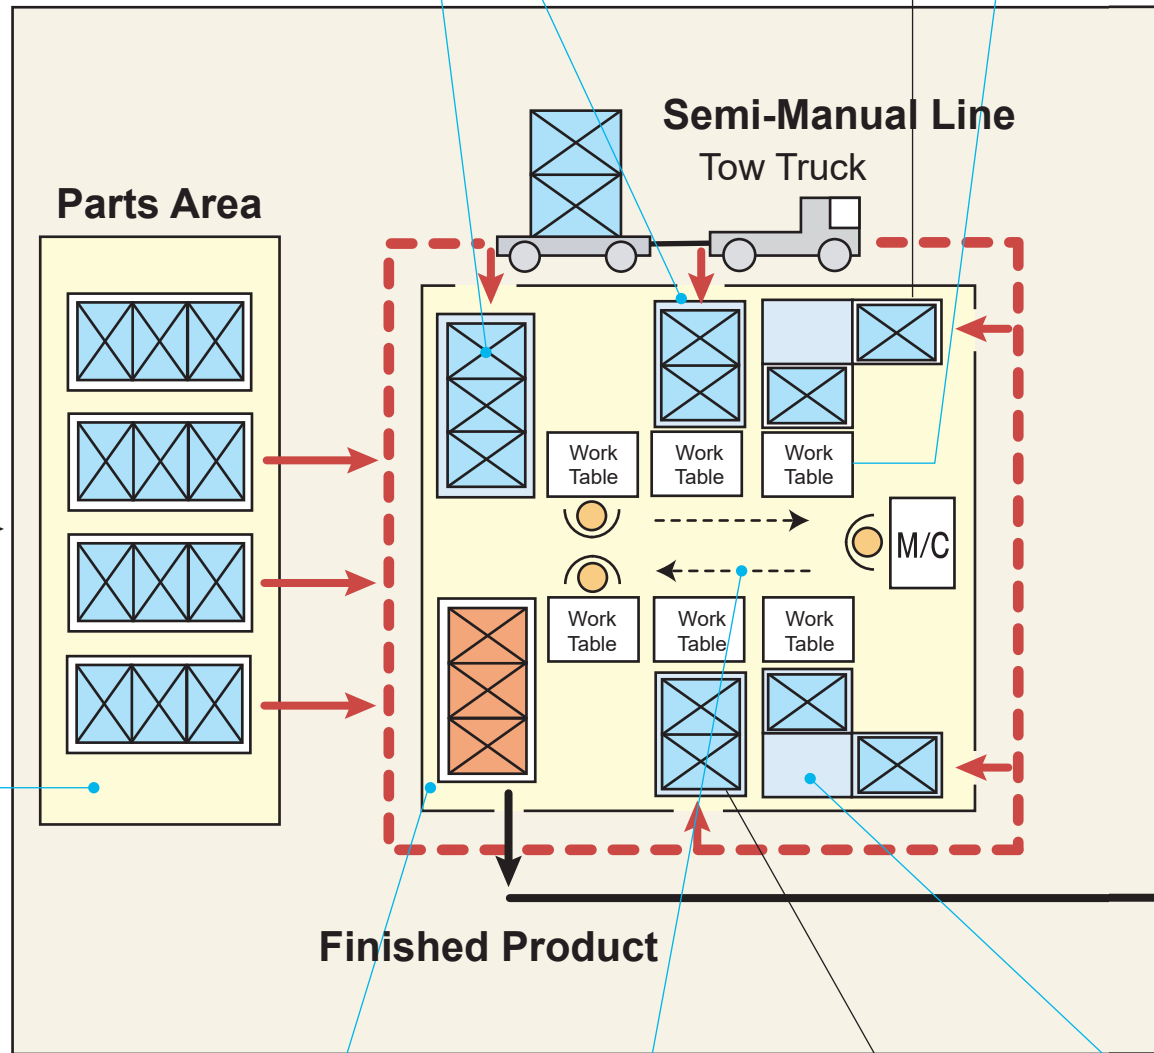 Semi-Manual Line
Tow Truck
Parts Area
Work
Table
Work
Table
Work
Table
M/C
Work
Table
Work
Table
Work
Table
Finished Product